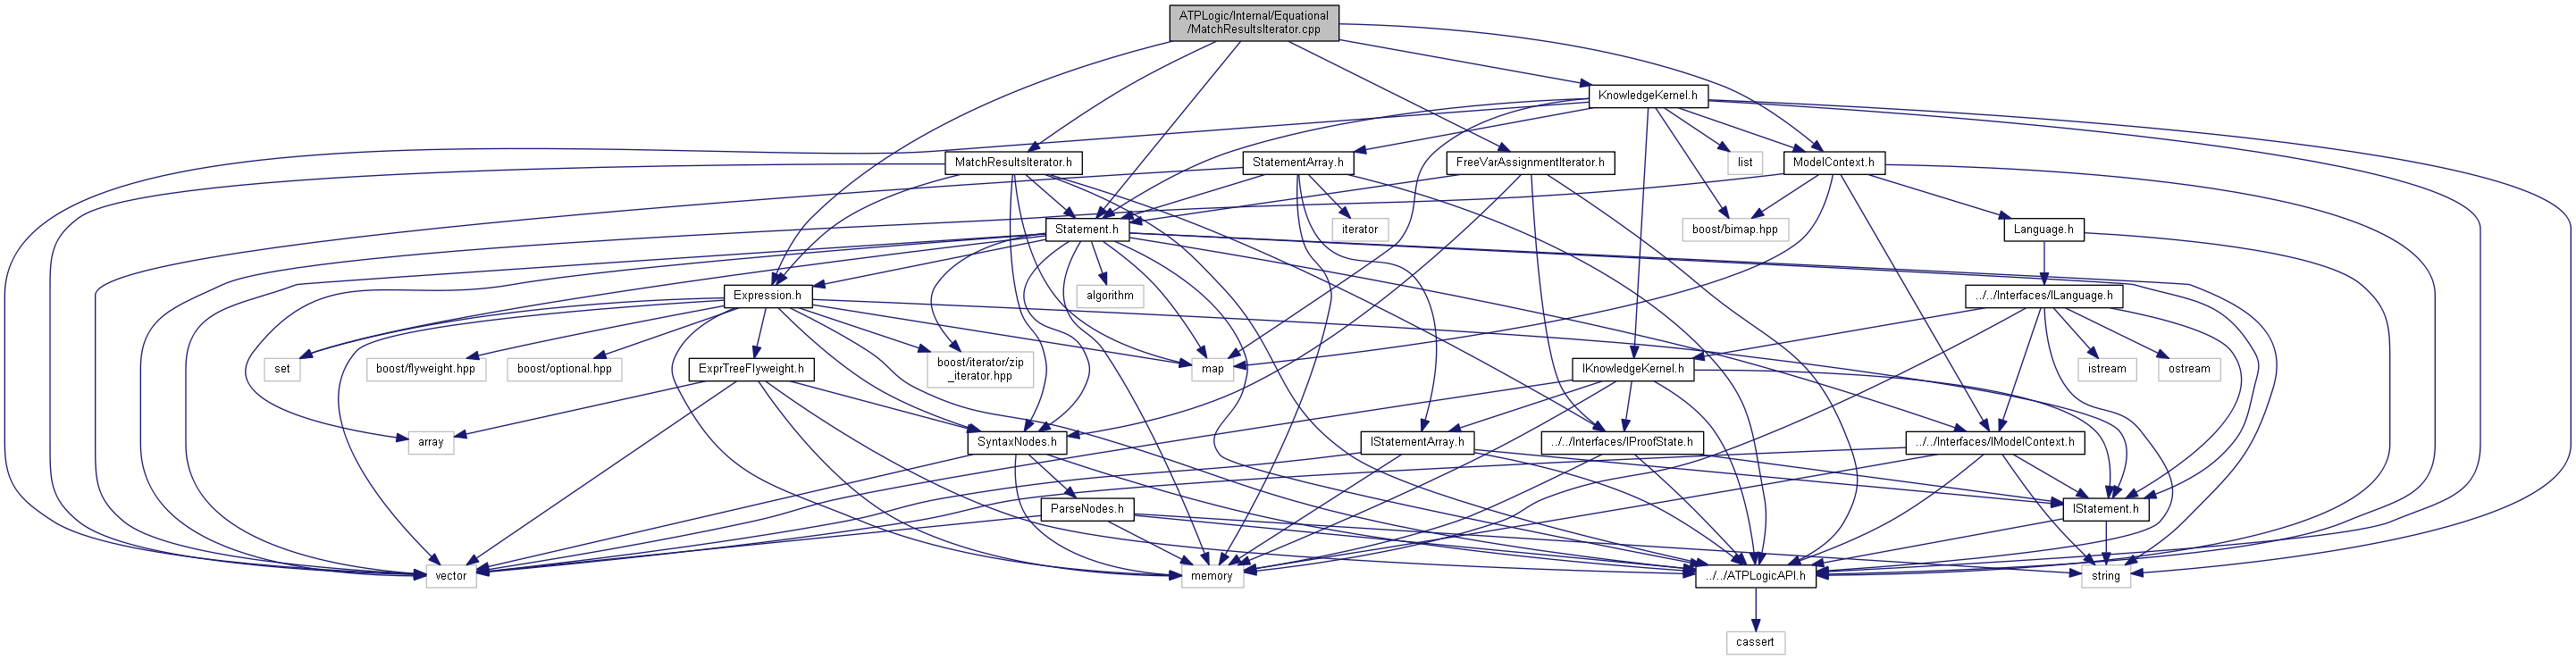 ATPLogic/Internal/Equational
/MatchResultsIterator.cpp
KnowledgeKernel.h
MatchResultsIterator.h
StatementArray.h
FreeVarAssignmentIterator.h
list
ModelContext.h
Statement.h
iterator
boost/bimap.hpp
Language.h
Expression.h
algorithm
../../Interfaces/ILanguage.h
set
boost/flyweight.hpp
boost/optional.hpp
ExprTreeFlyweight.h
boost/iterator/zip
_iterator.hpp
map
IKnowledgeKernel.h
istream
ostream
array
SyntaxNodes.h
IStatementArray.h
../../Interfaces/IProofState.h
../../Interfaces/IModelContext.h
ParseNodes.h
IStatement.h
vector
memory
../../ATPLogicAPI.h
string
cassert